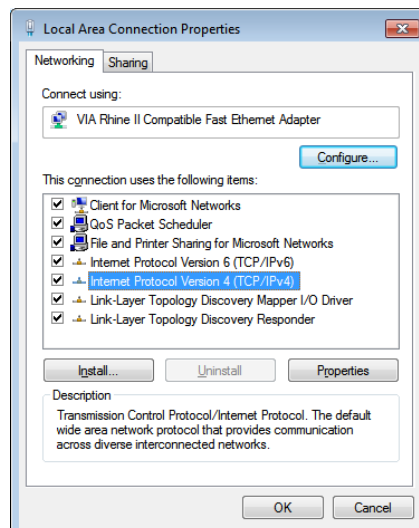 Local Area Connection Properties
Networking
Sharing
Connect using:
VIA Rhine II Compatible Fast Ethernet Adapter
Configure...
This connection uses the following items:
Client for Microsoft Networks
QoS Packet Scheduler
File and Printer Sharing for Microsoft Networks
Internet Protocol Version 6 (TCP/IPv6)
Internet Protocol Version 4 (TCP/IPv4)
Link-Layer Topology Discovery Mapper I/O Driver
Link-Layer Topology Discovery Responder
Install...
Uninstall
Properties
Description
Transmission Control Protocol/Internet Protocol. The default
wide area network protocol that provides communication
across diverse interconnected networks.
OK
Cancel